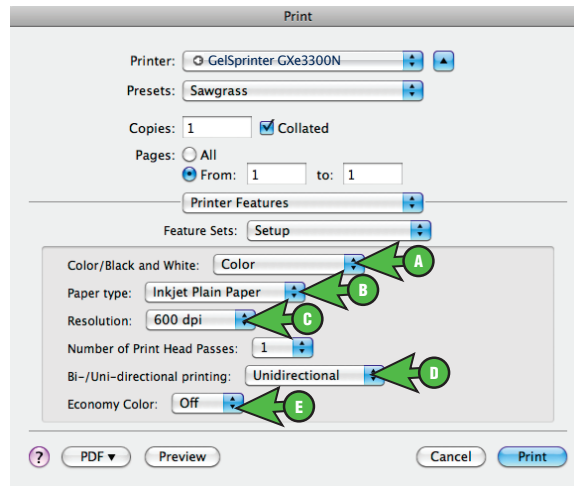 Print
Printer: GelSprinter GXe3300N
Presets: Sawgrass
Copies: 1 Collated
Pages: All
From: 1 to: 1
Printer Features
Feature Sets: Setup
Color/Black and White: Color A
Paper type: Inkjet Plain Paper B
Resolution: 600 dpi C
Number of Print Head Passes: 1
Bi-/Uni-directional printing: Unidirectional D
Economy Color: Off E
? PDF▼ Preview Cancel Print